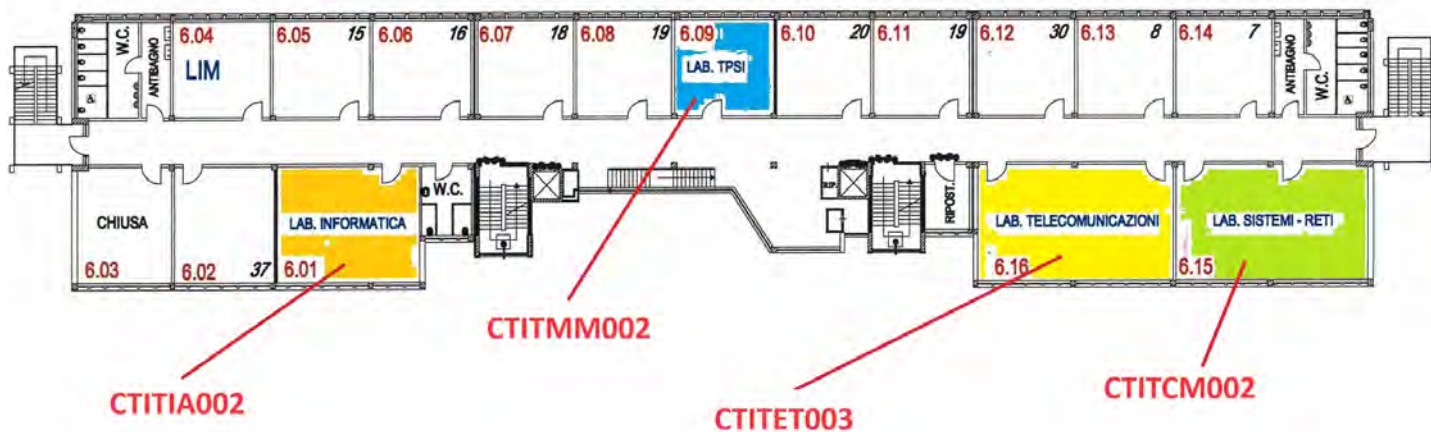 W.C.
ANTIBAGNO
6.04
LIM
6.05
15
6.06
16
6.07
18
6.08
19
6.09
LAB. TPSI
6.10
20
6.11
19
6.12
30
6.13
8
6.14
7
ANTIBAGNO
W.C.
CHIUSA
6.03
6.02
37
LAB. INFORMATICA
6.01
W.C.
RIPOST.
LAB. TELECOMUNICAZIONI
6.16
LAB. SISTEMI - RETI
6.15
CTITMM002
CTITIA002
CTITET003
CTITCM002